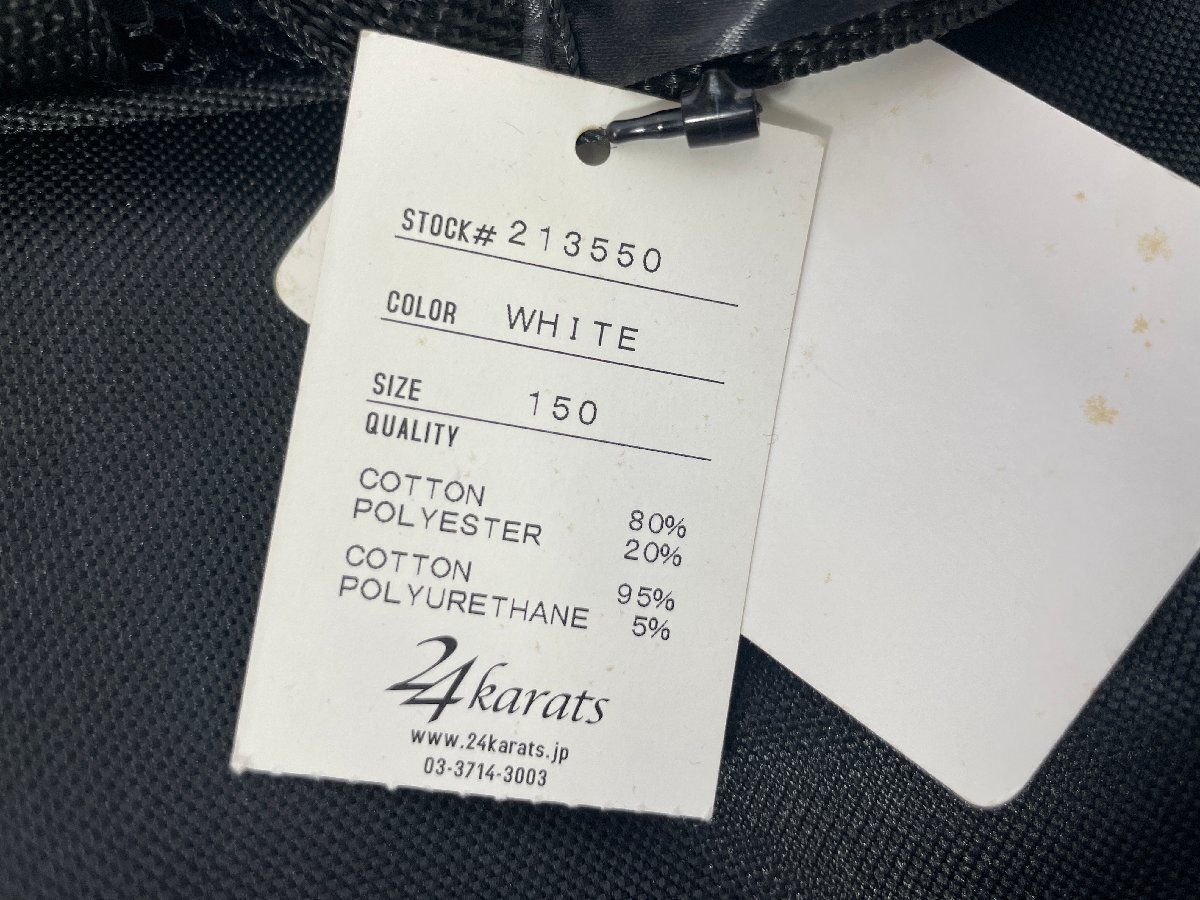 STOCK# 213550
COLOR WHITE
SIZE 150
QUALITY
COTTON 80%
POLYESTER 20%
COTTON 95%
POLYURETHANE 5%
24karats
www.24karats.jp
03-3714-3003